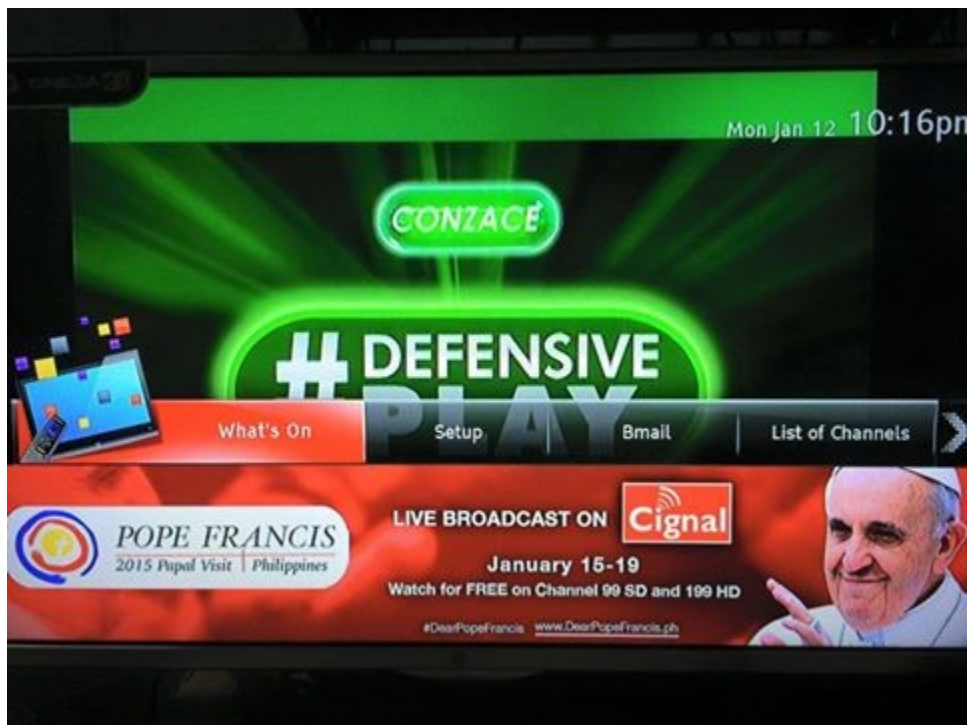 Mon Jan 12 10:16pm
CONZACE
#DEFENSIVE
PLAY
What's On
Setup
Bmail
List of Channels
POPE FRANCIS
2015 Papal Visit Philippines
LIVE BROADCAST ON Cignal
January 15-19
Watch for FREE on Channel 99 SD and 199 HD
#DearPopeFrancis www.DearPopeFrancis.ph